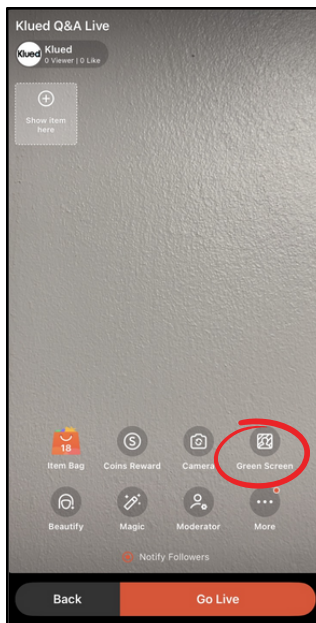 Klued Q&A Live
Klued
Klued
0 Viewer | 0 Like
Show item
here
18
Item Bag
Coins Reward
Camera
Green Screen
Beautify
Magic
Moderator
More
Notify Followers
Back
Go Live